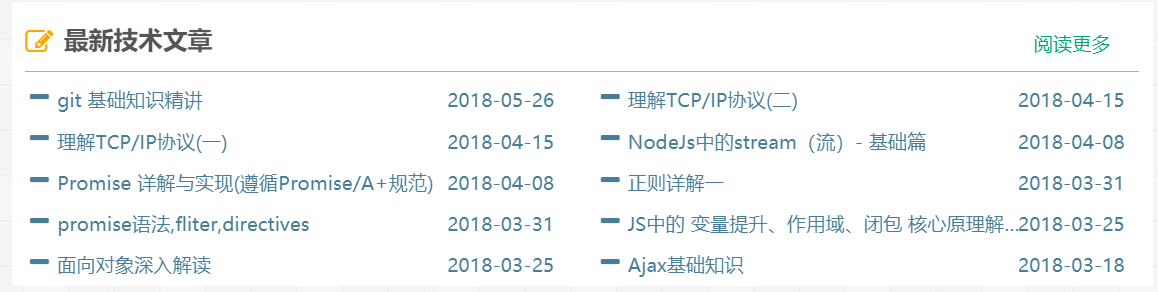 最新技术文章 阅读更多
git 基础知识精讲 2018-05-26 理解TCP/IP协议(二) 2018-04-15
理解TCP/IP协议(一) 2018-04-15 NodeJs中的stream（流）- 基础篇 2018-04-08
Promise 详解与实现(遵循Promise/A+规范) 2018-04-08 正则详解一 2018-03-31
promise语法,fliter,directives 2018-03-31 JS中的 变量提升、作用域、闭包 核心原理解... 2018-03-25
面向对象深入解读 2018-03-25 Ajax基础知识 2018-03-18